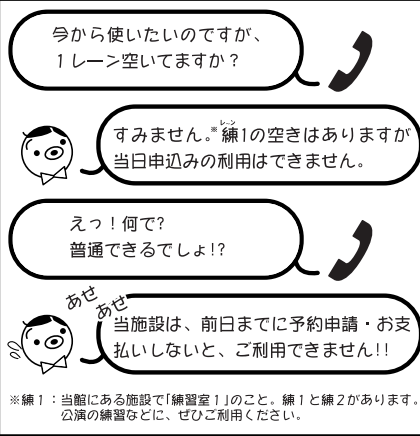 今から使いたいのですが、
１レーン空いてますか？
すみません。※練1の空きはありますが
レーン
当日申込みの利用はできません。
えっ！何で?
普通できるでしょ!?
あせ
あせ
当施設は、前日までに予約申請・お支
払いしないと、ご利用できません!!
※練１：当館にある施設で｢練習室１｣のこと。練１と練２があります。
公演の練習などに、ぜひご利用ください。